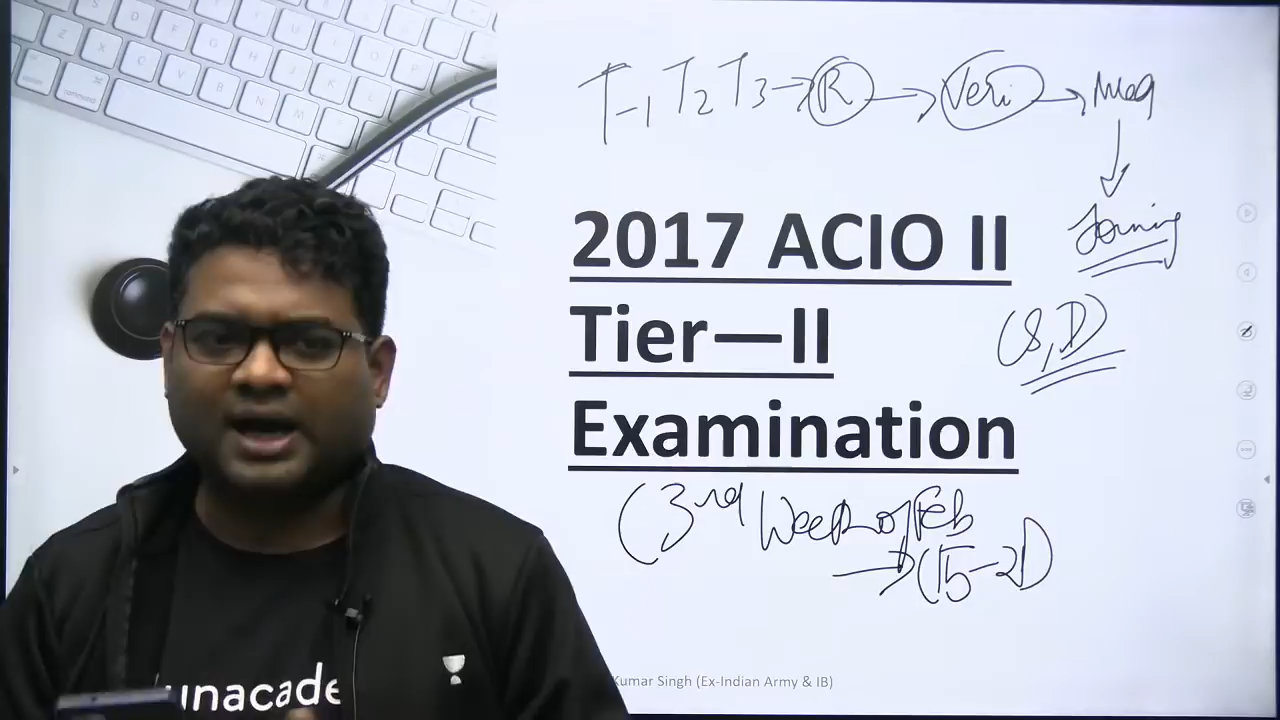 T-1 T2 T3 → R → Veri → Med
Joining
2017 ACIO II
(S, D)
Tier—II
Examination
(3rd Week of Feb
→ (15-21)
Kumar Singh (Ex-Indian Army & IB)
unacade